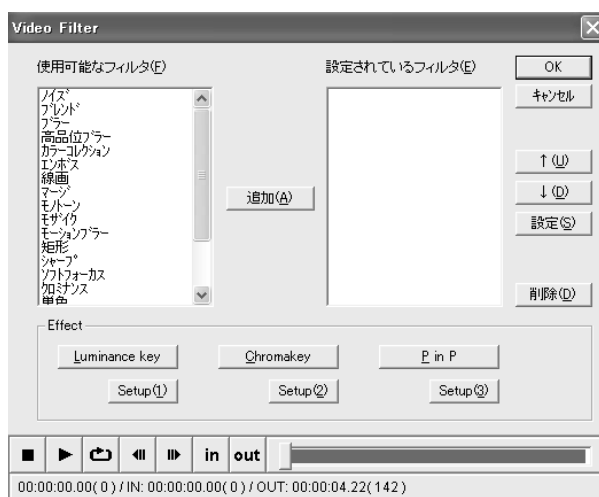 Video Filter
使用可能なフィルタ(F)
設定されているフィルタ(E)
ノイズ
ブレンド
ブラー
高品位ブラー
カラーコレクション
エンボス
線画
マージ
モノトーン
モザイク
モーションブラー
矩形
シャープ
ソフトフォーカス
クロミナンス
単色
追加(A)
OK
キャンセル
↑(U)
↓(D)
設定(S)
削除(D)
Effect
Luminance key
Chromakey
P in P
Setup(1)
Setup(2)
Setup(3)
in
out
00:00:00.00( 0 ) / IN: 00:00:00.00( 0 ) / OUT: 00:00:04.22( 142 )